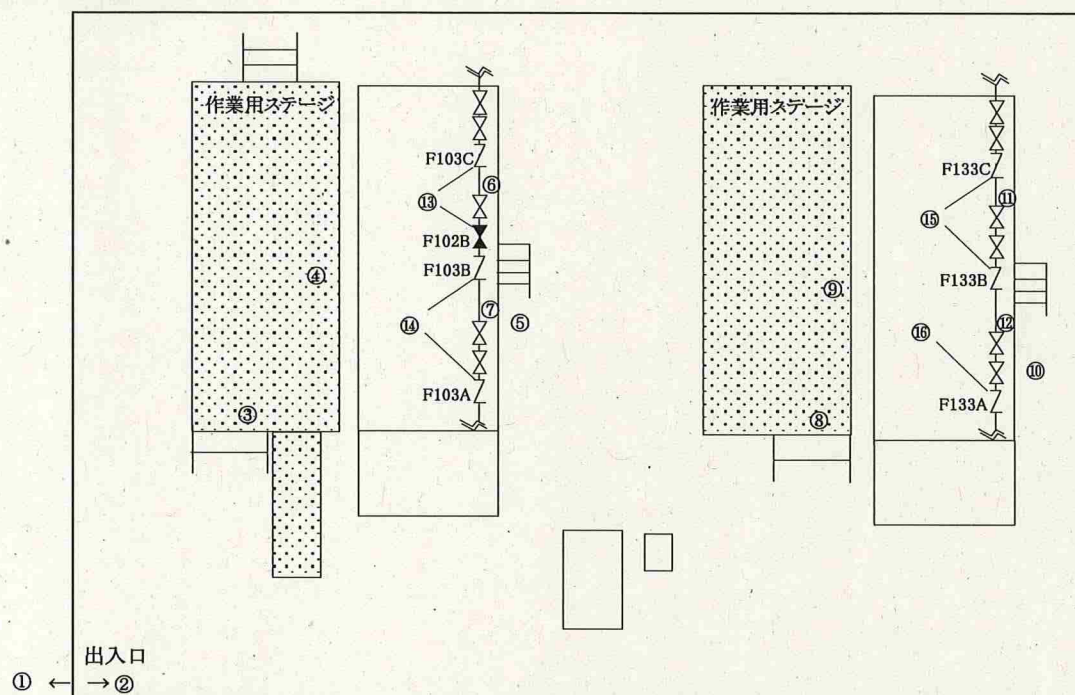 作業用ステージ
作業用ステージ
F103C
⑥
F133C
⑪
⑬
⑮
F102B
F103B
④
F133B
⑨
⑭
⑦
⑤
⑯
⑫
⑩
F103A
F133A
③
⑧
出入口
① ← → ②